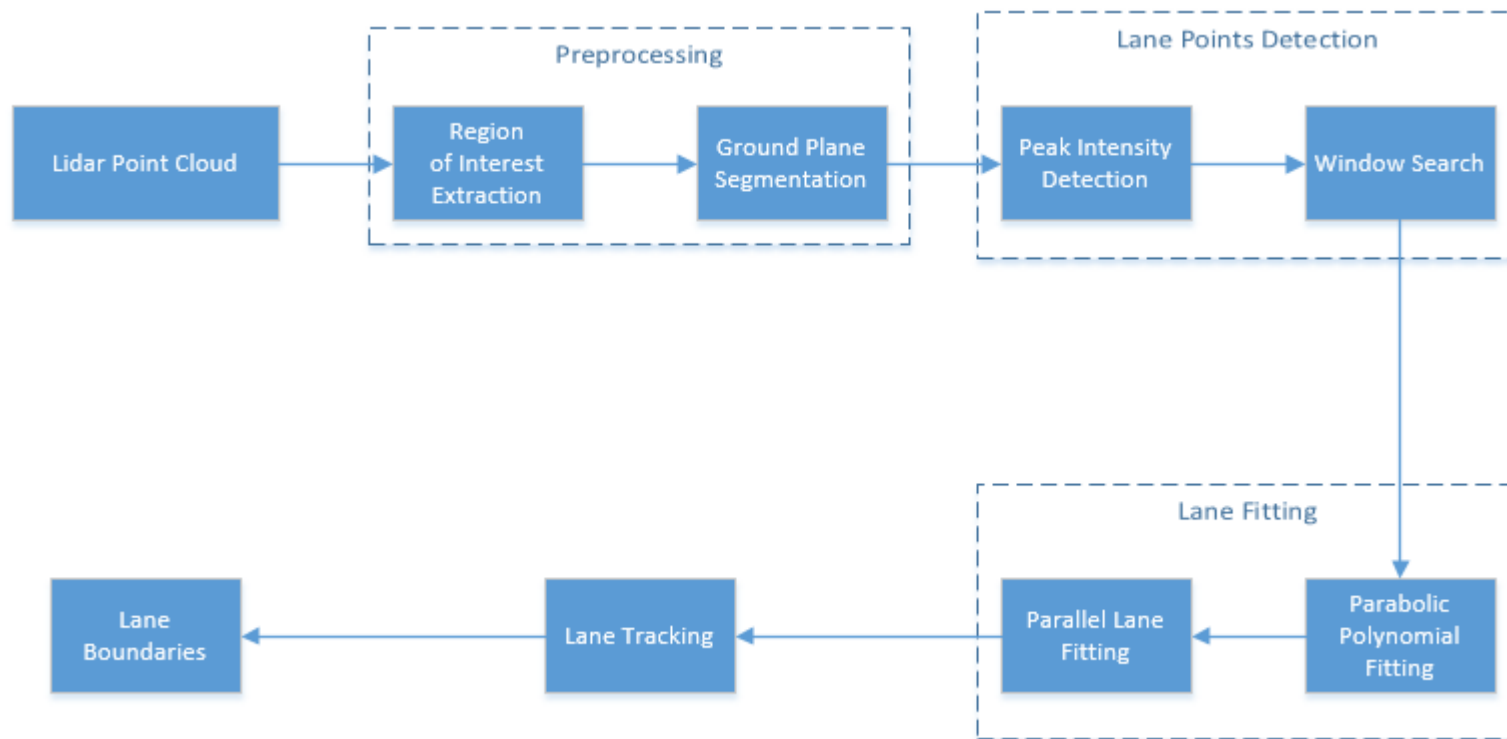 Preprocessing
Lane Points Detection
Lidar Point Cloud
Region
of Interest
Extraction
Ground Plane
Segmentation
Peak Intensity
Detection
Window Search
Lane Fitting
Parabolic
Polynomial
Fitting
Parallel Lane
Fitting
Lane Tracking
Lane
Boundaries